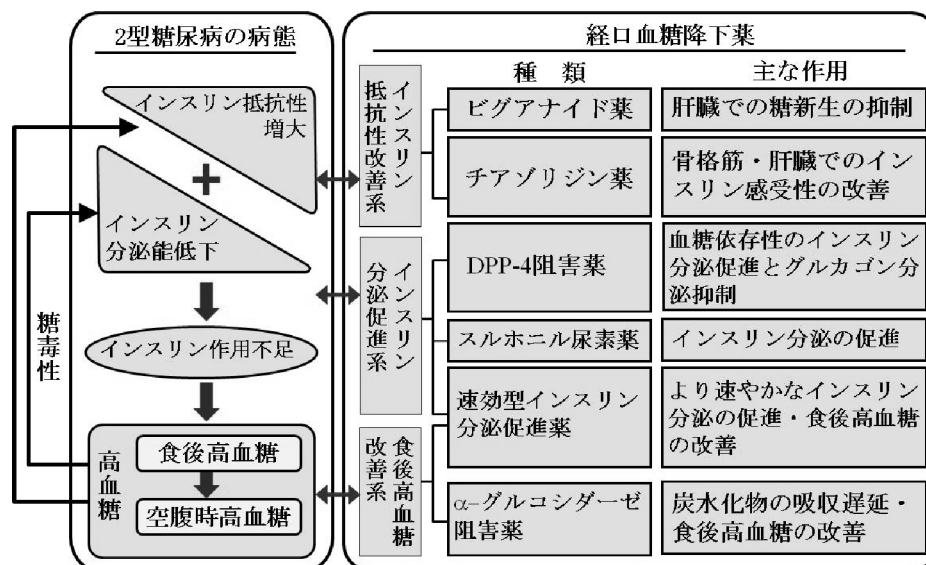 2型糖尿病の病態
インスリン抵抗性
増大
+
インスリン
分泌能低下
インスリン作用不足
高血糖
食後高血糖
空腹時高血糖
糖毒性
経口血糖降下薬
種 類
主な作用
インスリン
抵抗性改善系
ビグアナイド薬
肝臓での糖新生の抑制
チアゾリジン薬
骨格筋・肝臓でのイン
スリン感受性の改善
インスリン
分泌促進系
DPP-4阻害薬
血糖依存性のインスリン
分泌促進とグルカゴン分
泌抑制
スルホニル尿素薬
インスリン分泌の促進
速効型インスリン
分泌促進薬
より速やかなインスリン
分泌の促進・食後高血糖
の改善
食後高血糖
改善系
α–グルコシダーゼ
阻害薬
炭水化物の吸収遅延・
食後高血糖の改善